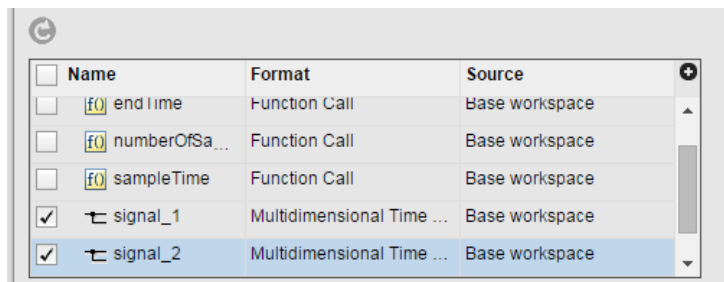 Name Format Source
f() endTime Function Call Base workspace
f() numberOfSa... Function Call Base workspace
f() sampleTime Function Call Base workspace
signal_1 Multidimensional Time ... Base workspace
signal_2 Multidimensional Time ... Base workspace